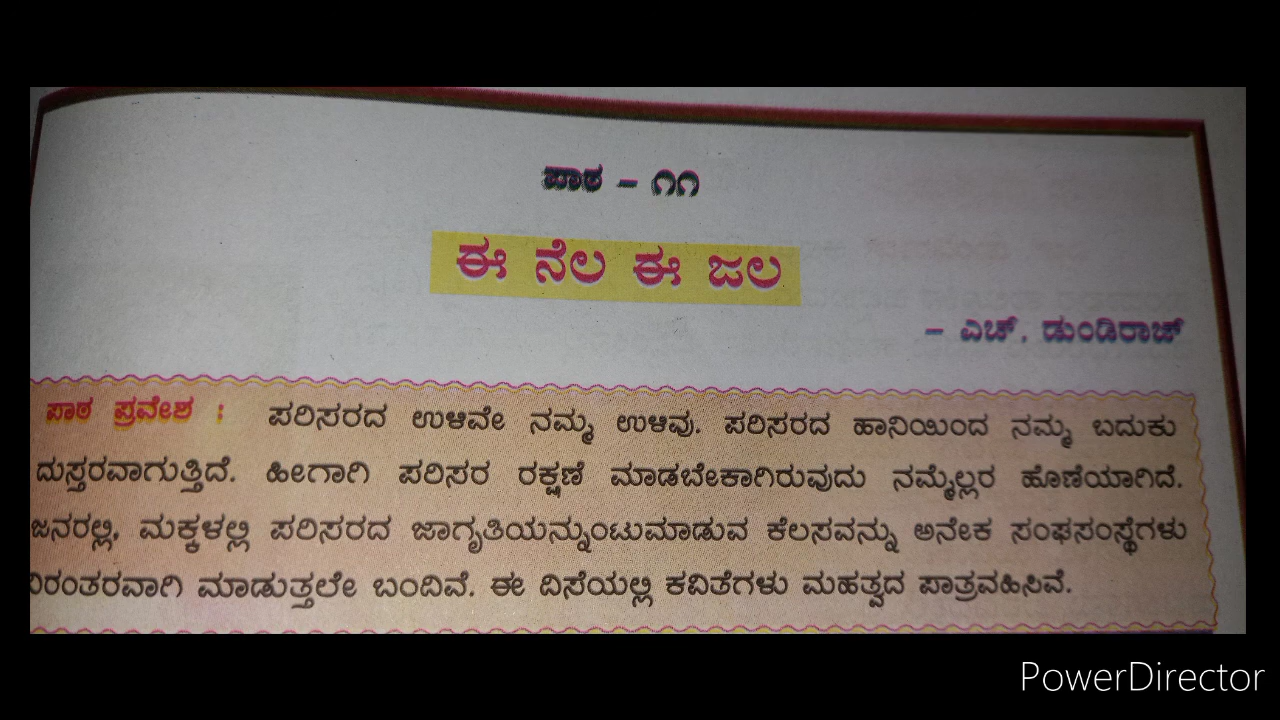 ಪಾಠ – ೧೧
ಈ ನೆಲ ಈ ಜಲ
– ಎಚ್. ಡುಂಡಿರಾಜ್
ಪಾಠ ಪ್ರವೇಶ : ಪರಿಸರದ ಉಳಿವೇ ನಮ್ಮ ಉಳಿವು. ಪರಿಸರದ ಹಾನಿಯಿಂದ ನಮ್ಮ ಬದುಕು
ದುಸ್ತರವಾಗುತ್ತಿದೆ. ಹೀಗಾಗಿ ಪರಿಸರ ರಕ್ಷಣೆ ಮಾಡಬೇಕಾಗಿರುವುದು ನಮ್ಮೆಲ್ಲರ ಹೊಣೆಯಾಗಿದೆ.
ಜನರಲ್ಲಿ, ಮಕ್ಕಳಲ್ಲಿ ಪರಿಸರದ ಜಾಗೃತಿಯನ್ನುಂಟುಮಾಡುವ ಕೆಲಸವನ್ನು ಅನೇಕ ಸಂಘಸಂಸ್ಥೆಗಳು
ನಿರಂತರವಾಗಿ ಮಾಡುತ್ತಲೇ ಬಂದಿವೆ. ಈ ದಿಸೆಯಲ್ಲಿ ಕವಿತೆಗಳು ಮಹತ್ವದ ಪಾತ್ರವಹಿಸಿವೆ.
PowerDirector